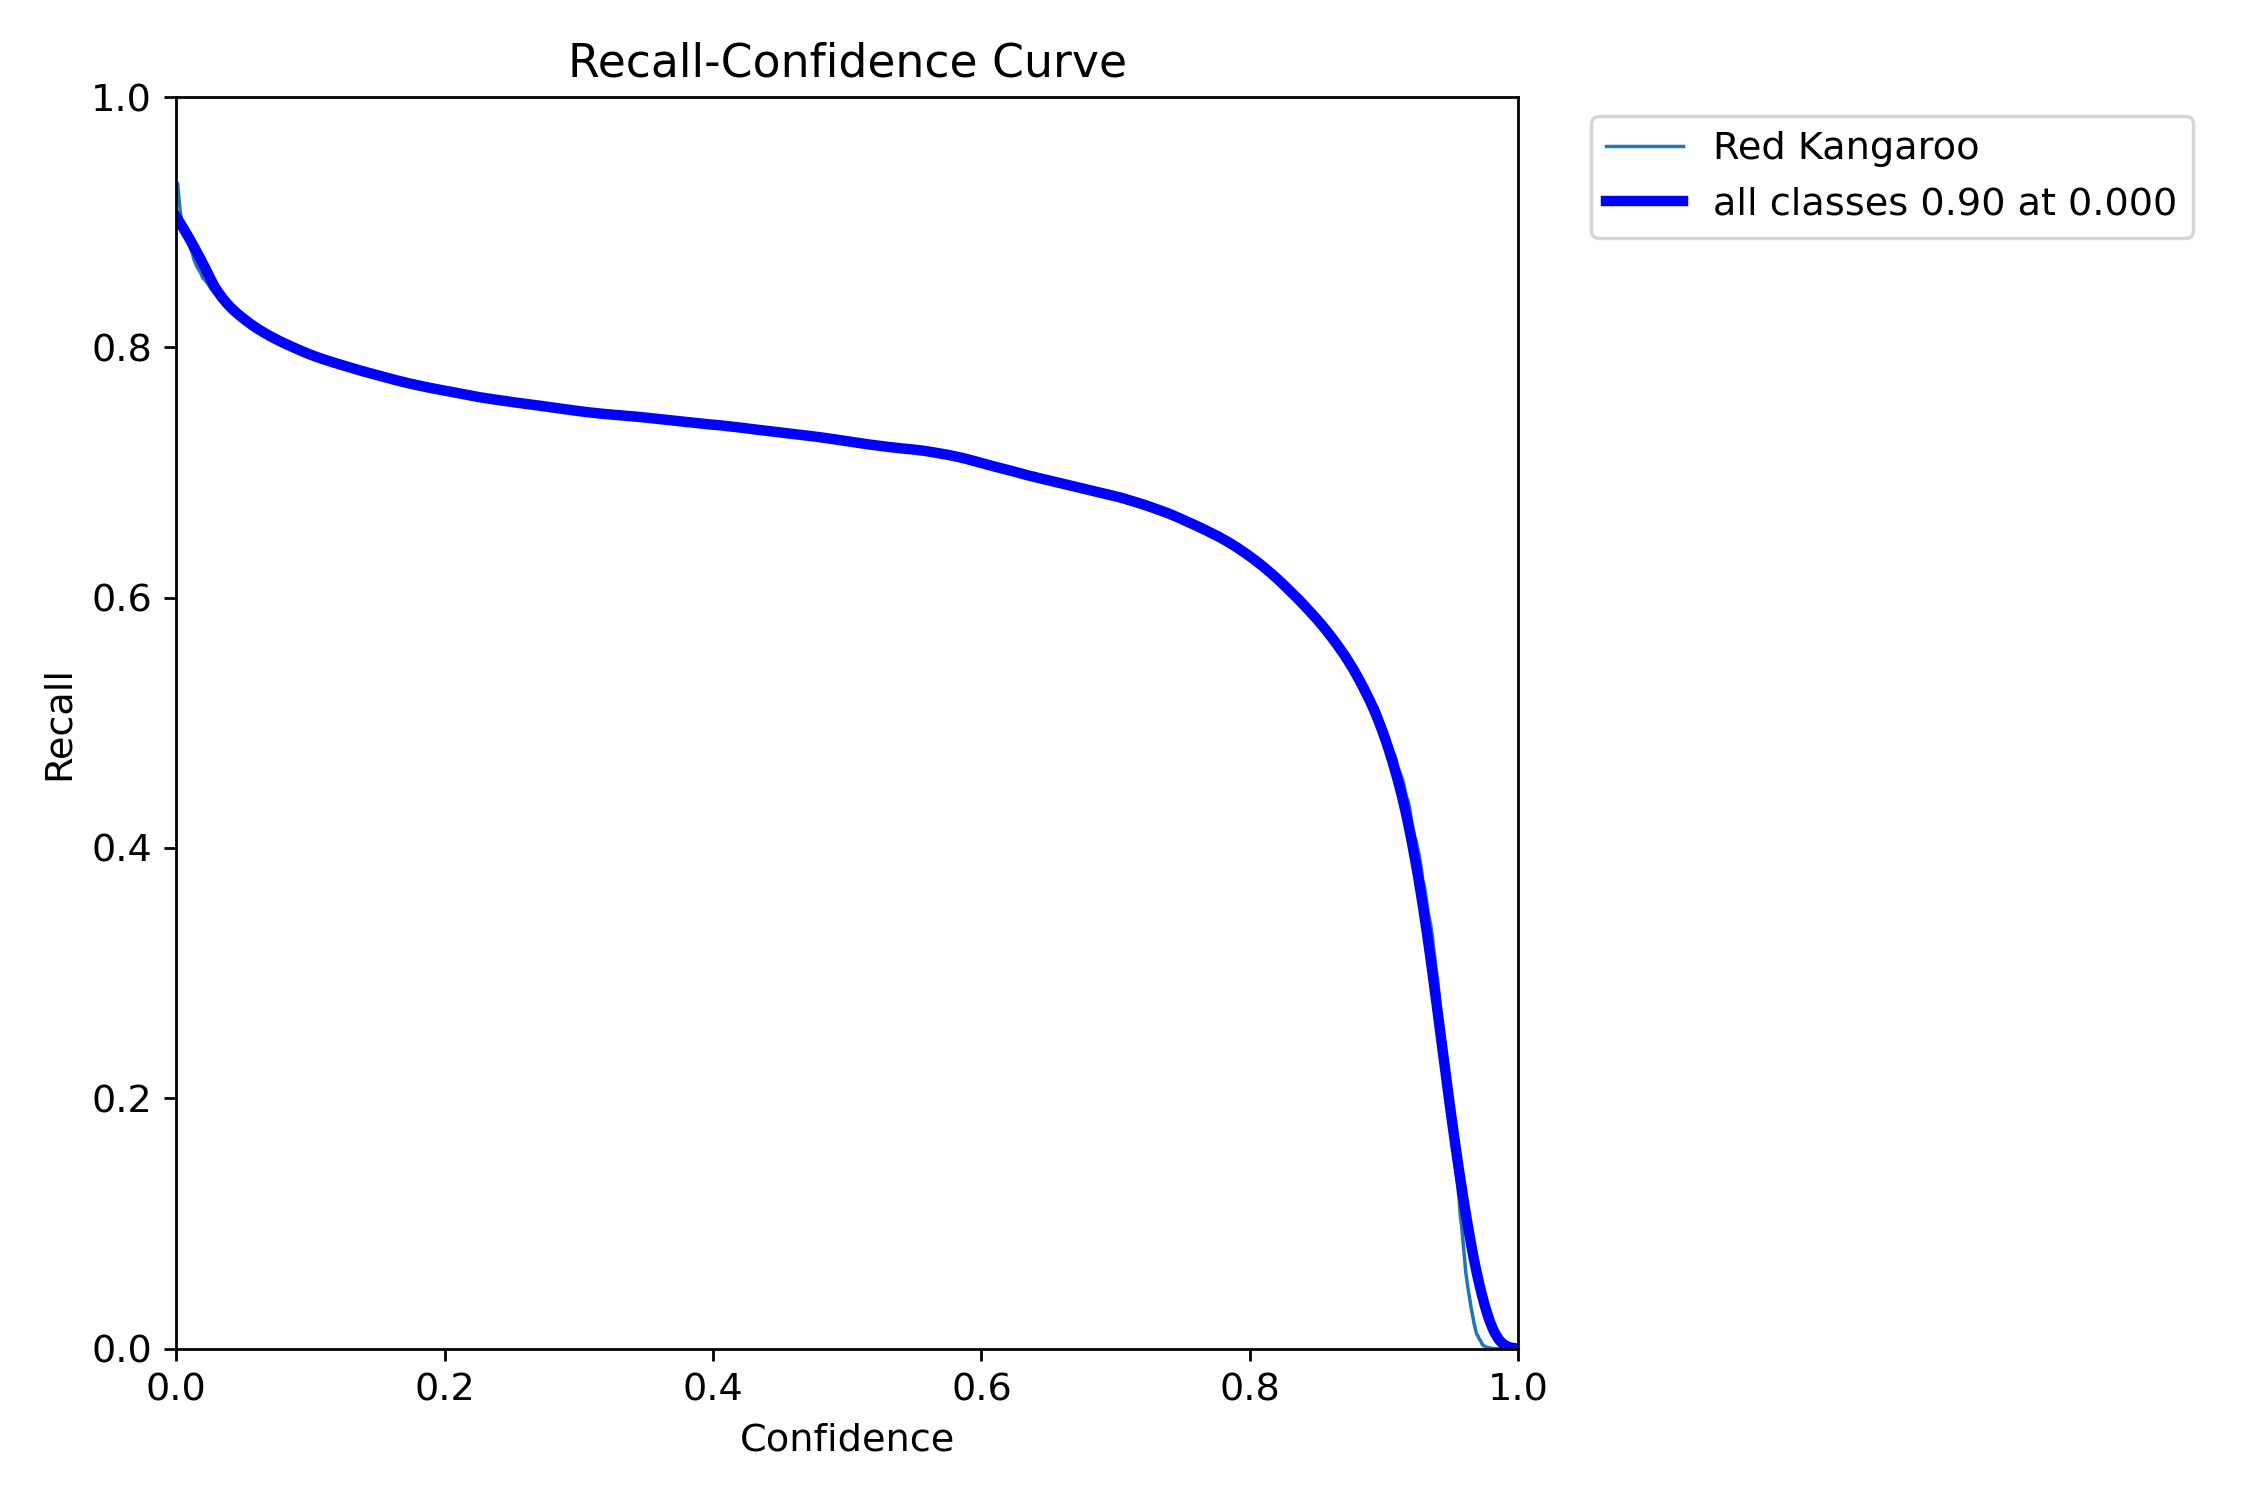 Recall-Confidence Curve
1.0
0.8
0.6
0.4
0.2
0.0
Recall
0.0 0.2 0.4 0.6 0.8 1.0
Confidence
Red Kangaroo
all classes 0.90 at 0.000